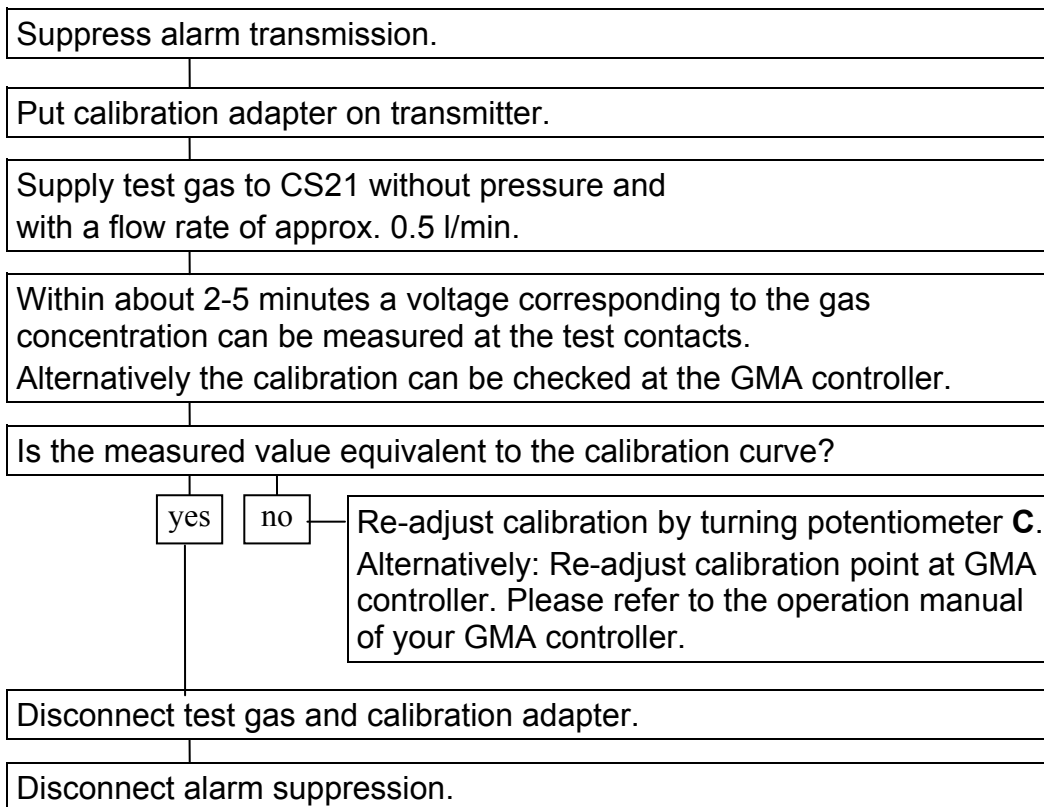 Suppress alarm transmission.
Put calibration adapter on transmitter.
Supply test gas to CS21 without pressure and
with a flow rate of approx. 0.5 l/min.
Within about 2-5 minutes a voltage corresponding to the gas
concentration can be measured at the test contacts.
Alternatively the calibration can be checked at the GMA controller.
Is the measured value equivalent to the calibration curve?
yes
no
Re-adjust calibration by turning potentiometer C.
Alternatively: Re-adjust calibration point at GMA
controller. Please refer to the operation manual
of your GMA controller.
Disconnect test gas and calibration adapter.
Disconnect alarm suppression.